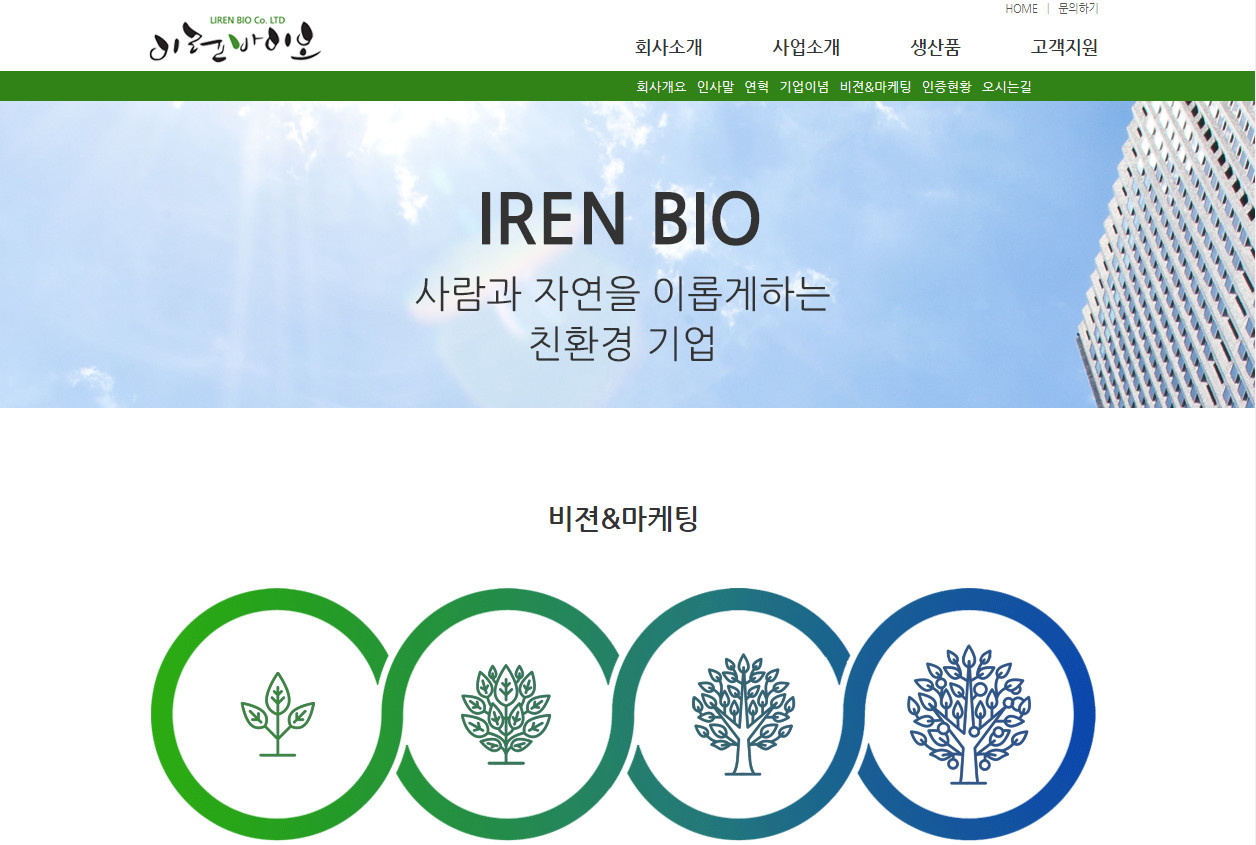 HOME | 문의하기
LIREN BIO Co. LTD
이렌바이오
회사소개 사업소개 생산품 고객지원
회사개요 인사말 연혁 기업이념 비젼&마케팅 인증현황 오시는길
IREN BIO
사람과 자연을 이롭게하는
친환경 기업
비젼&마케팅